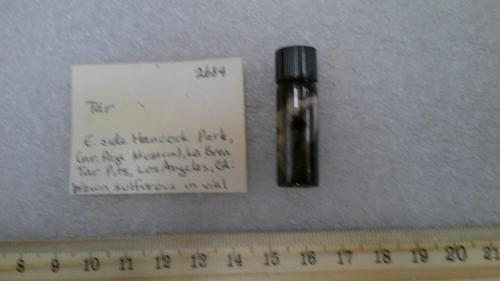 2684
Tar
E. side Hancock Park,
(nr. Page Museum), La Brea
Tar Pits, Los Angeles, CA.
brown sulfurous in vial
8 9 10 11 12 13 14 15 16 17 18 19 20 21